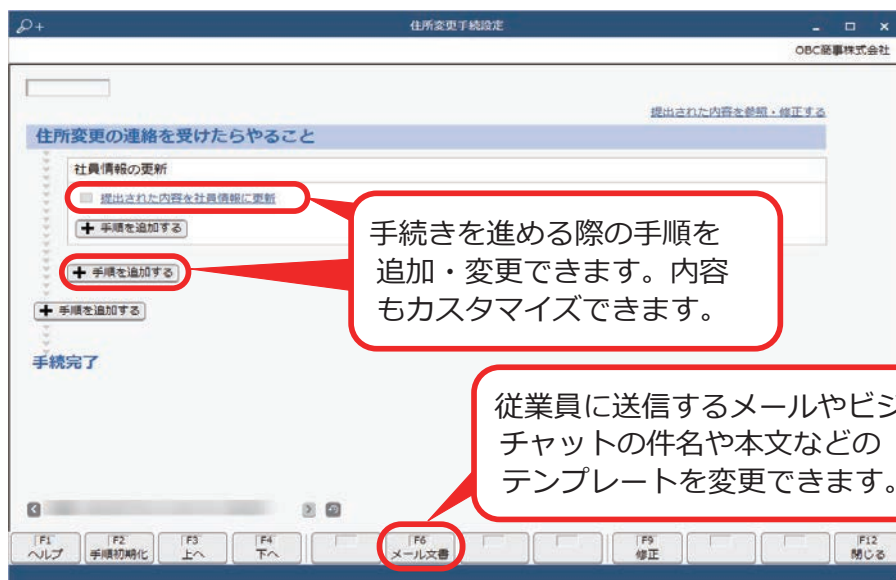 住所変更手続設定
OBC商事株式会社
提出された内容を参照・修正する
住所変更の連絡を受けたらやること
社員情報の更新
提出された内容を社員情報に更新
手順を追加する
手順を追加する
手順を追加する
手続完了
手続きを進める際の手順を
追加・変更できます。内容
もカスタマイズできます。
従業員に送信するメールやビジ
チャットの件名や本文などの
テンプレートを変更できます。
F1 F2 F3 F4 F6 F9 F12
ヘルプ 手順初期化 上へ 下へ メール文書 修正 閉じる